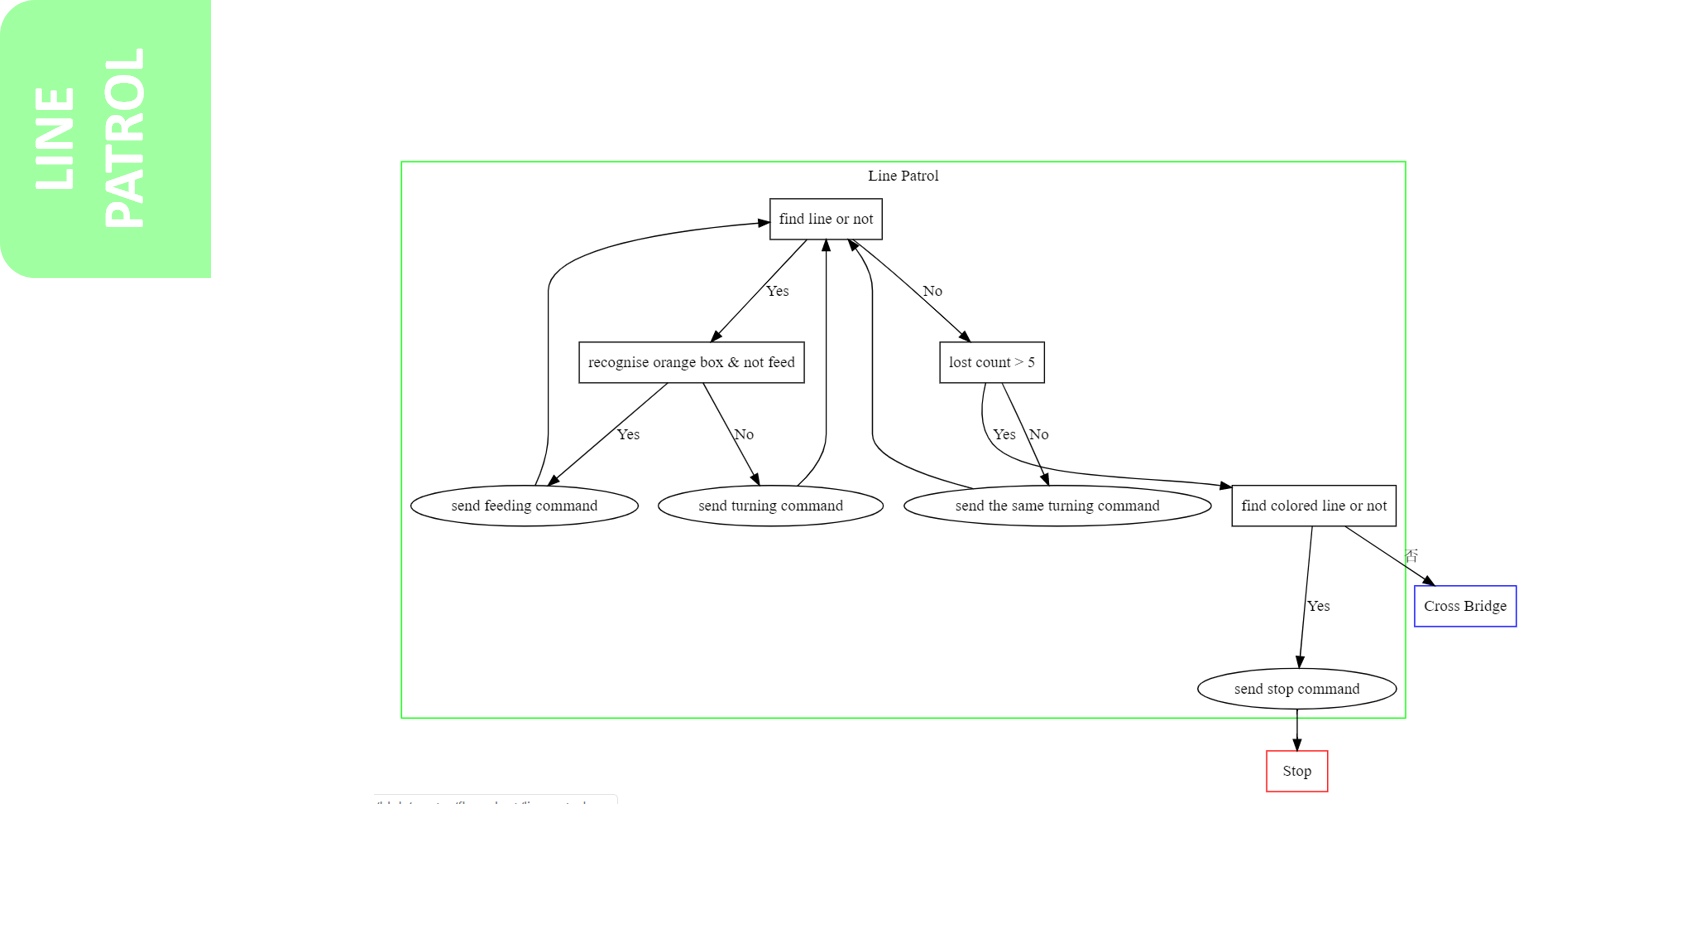 LINE
PATROL
Line Patrol
find line or not
Yes
No
recognise orange box & not feed
lost count > 5
Yes
No
Yes
No
send feeding command
send turning command
send the same turning command
find colored line or not
否
Cross Bridge
Yes
send stop command
Stop